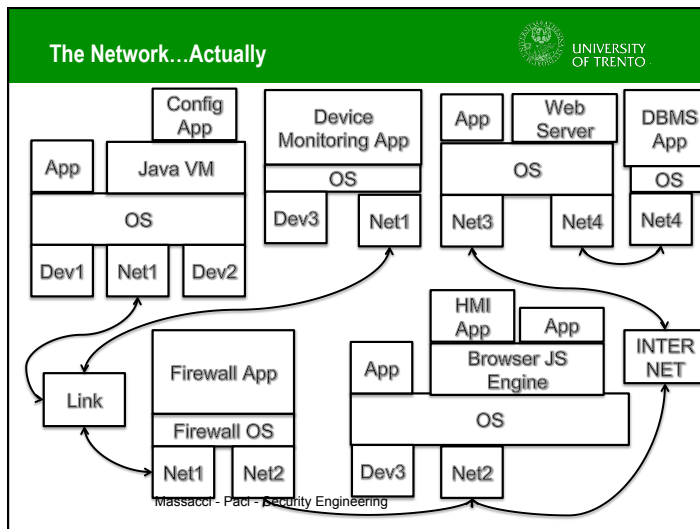 The Network…Actually
UNIVERSITY
OF TRENTO
Config
App
App
Java VM
OS
Dev1
Net1
Dev2
Device
Monitoring App
OS
Dev3
Net1
App
Web
Server
OS
Net3
Net4
DBMS
App
OS
Net4
Link
Firewall App
Firewall OS
Net1
Net2
HMI
App
App
App
Browser JS
Engine
OS
Dev3
Net2
INTER
NET
Massacci - Paci - Security Engineering